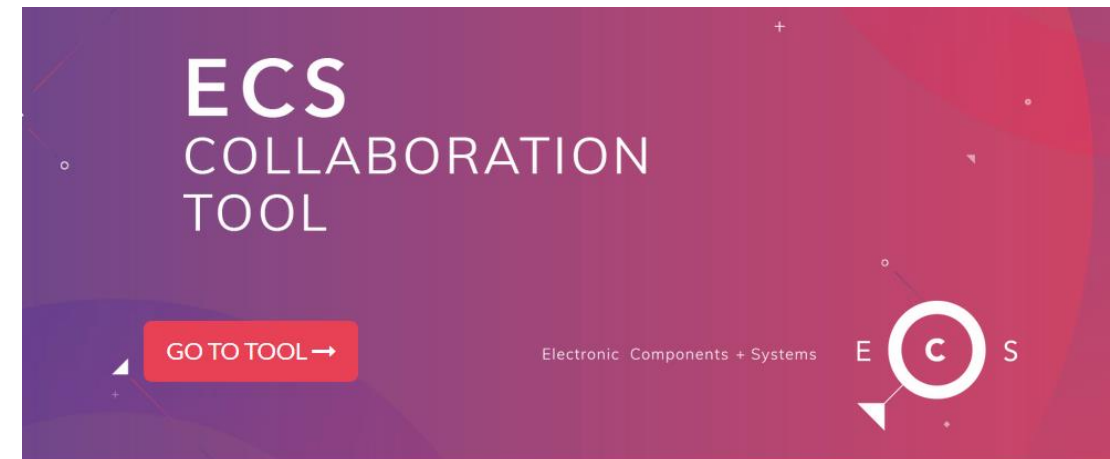 ECS
COLLABORATION
TOOL
GO TO TOOL →
Electronic Components + Systems
E C S